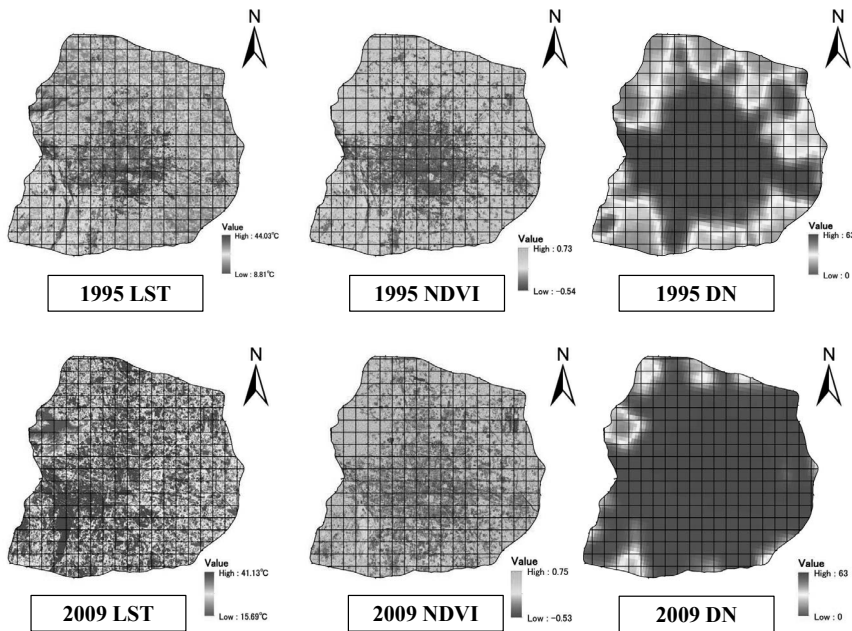 N
N
N
Value
High : 44.03°C
Low : 8.81°C
Value
High : 0.73
Low : -0.54
Value
High : 63
Low : 0
1995 LST
1995 NDVI
1995 DN
N
N
N
Value
High : 41.13°C
Low : 15.69°C
Value
High : 0.75
Low : -0.53
Value
High : 63
Low : 0
2009 LST
2009 NDVI
2009 DN